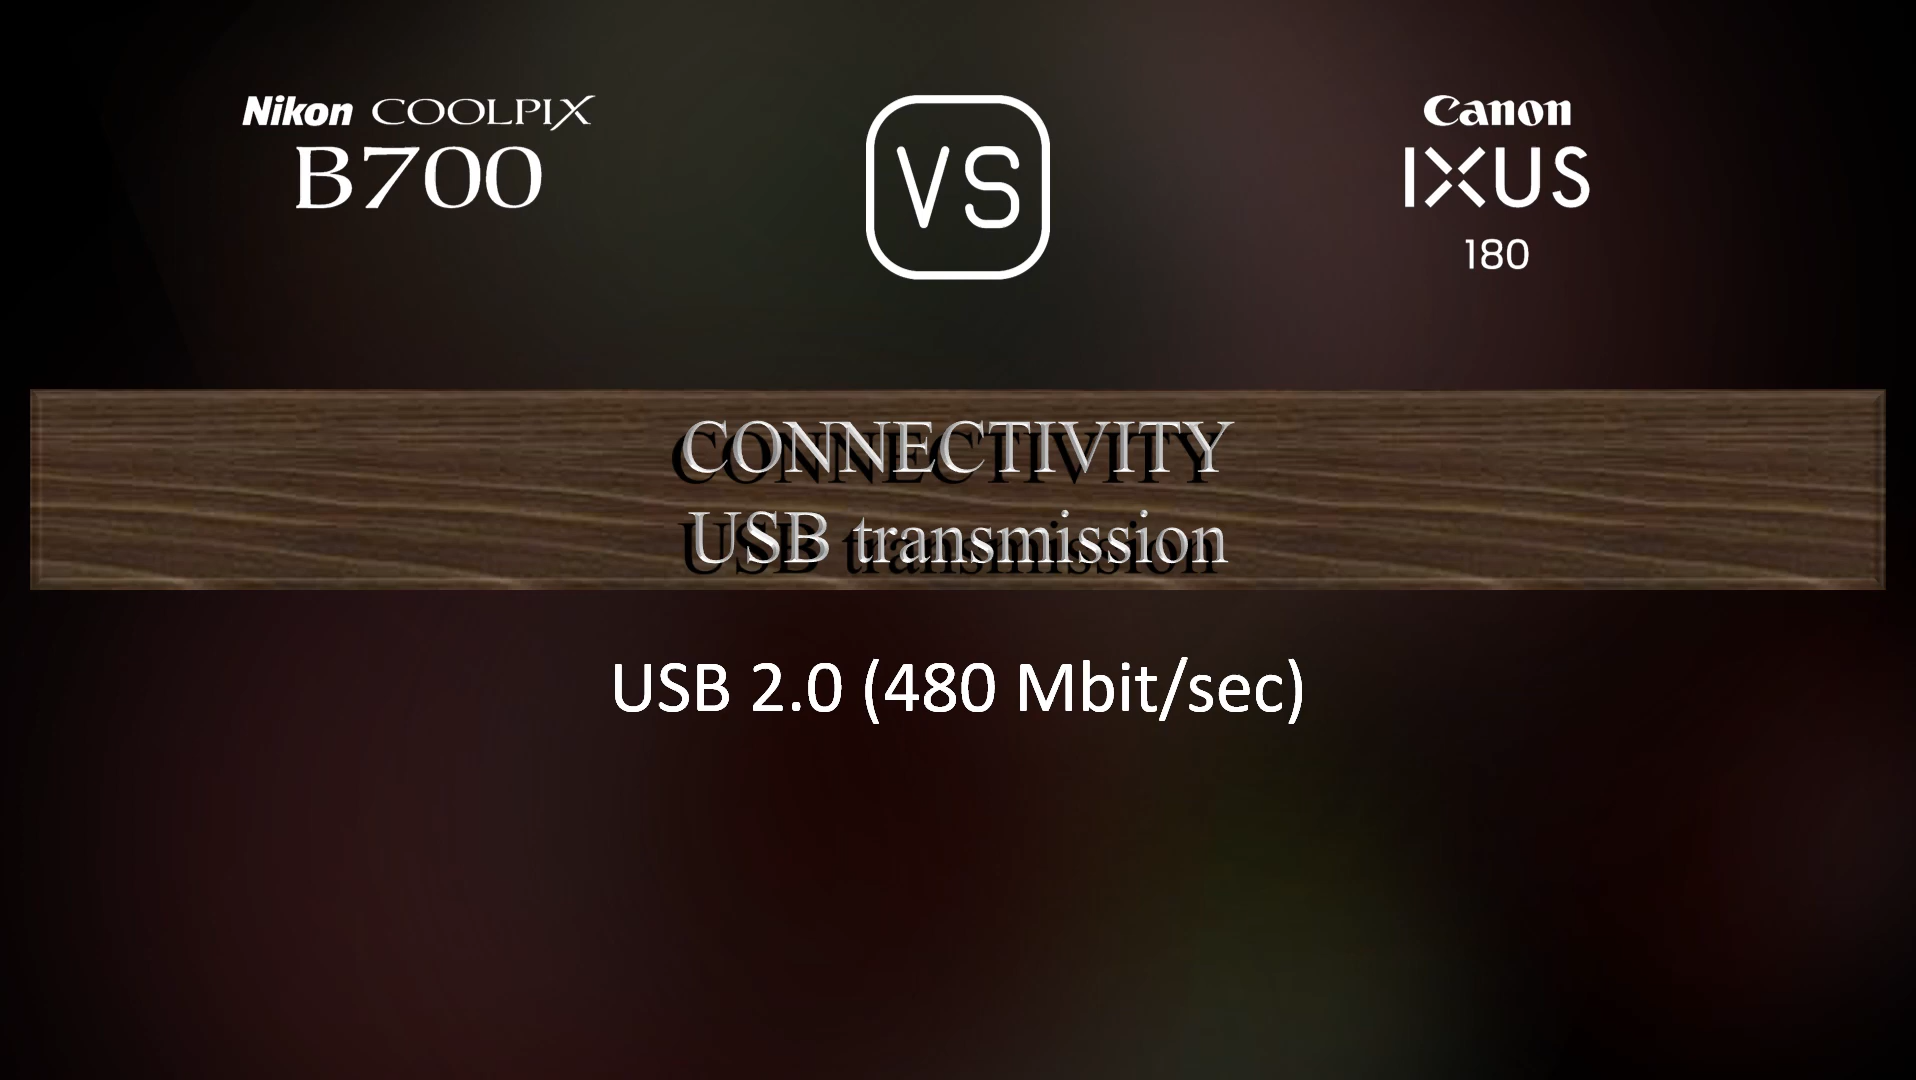 Nikon COOLPIX
B700
VS
Canon
IXUS
180
CONNECTIVITY
USB transmission
USB 2.0 (480 Mbit/sec)